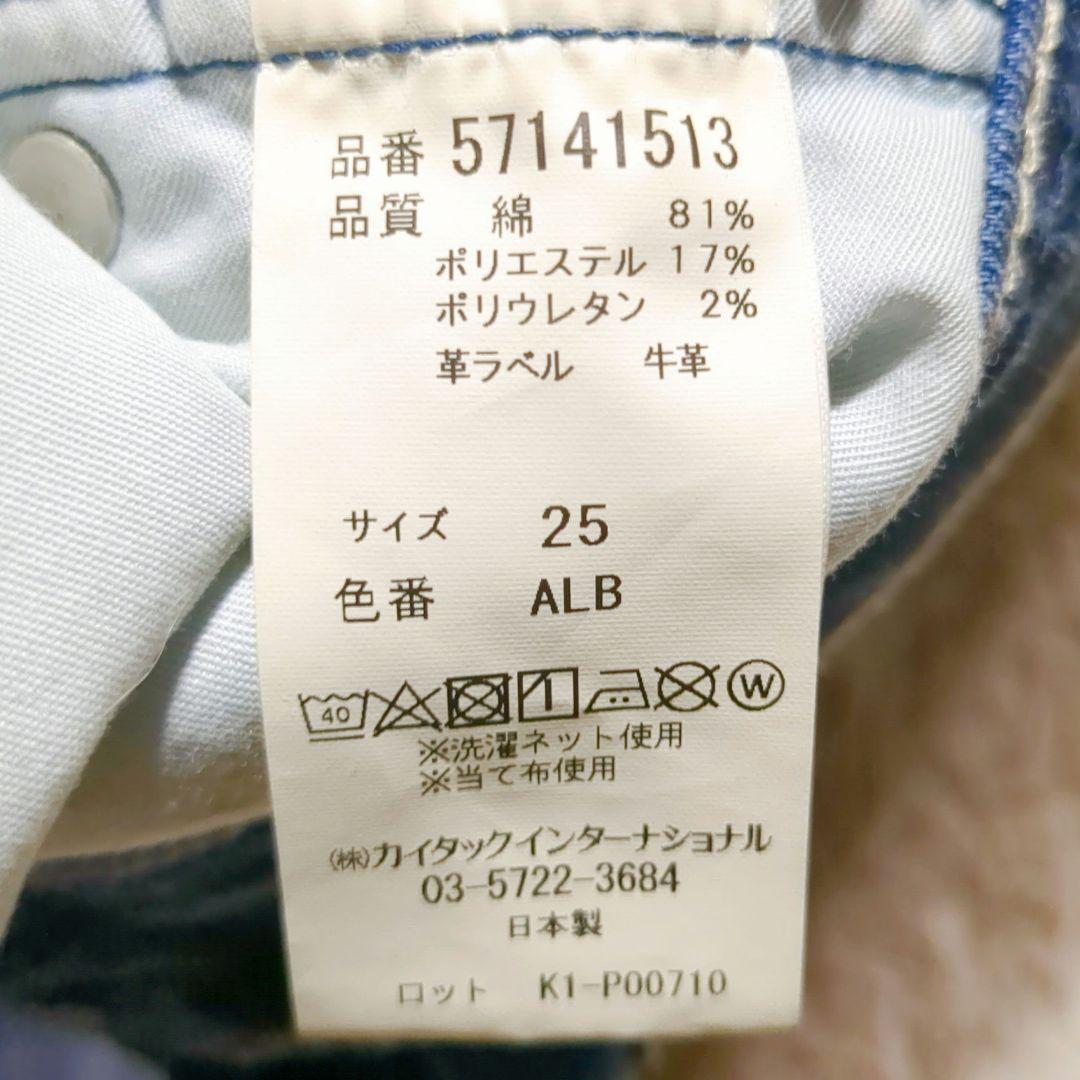 品番 57141513
品質 綿 81%
ポリエステル 17%
ポリウレタン 2%
革ラベル 牛革
サイズ 25
色番 ALB
40 W
※洗濯ネット使用
※当て布使用
(株)カイタックインターナショナル
03-5722-3684
日本製
ロット K1-P00710